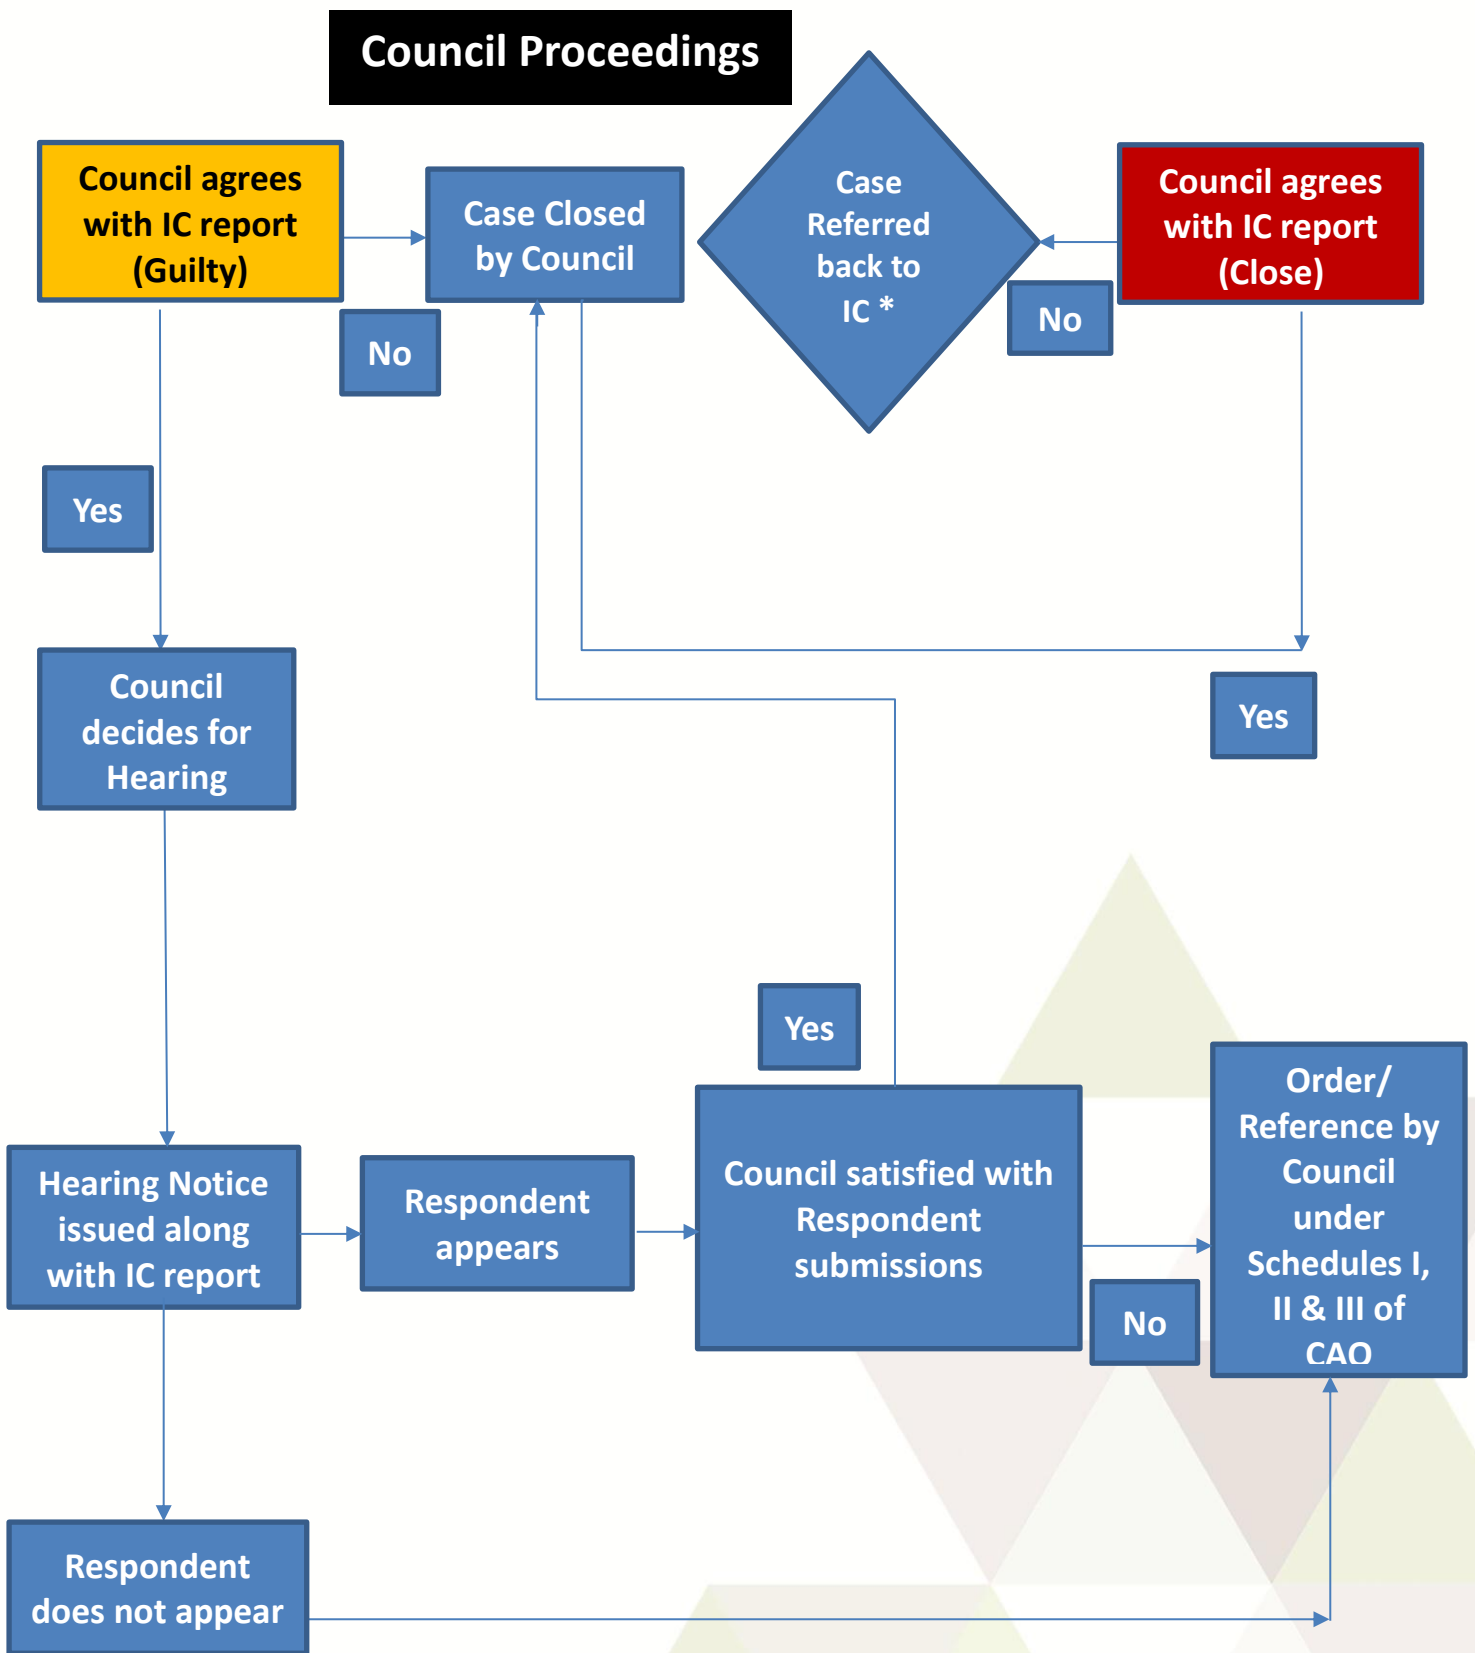 Council Proceedings
Council agrees
with IC report
(Guilty)
No
Case Closed
by Council
Case
Referred
back to
IC *
No
Council agrees
with IC report
(Close)
Yes
Yes
Council
decides for
Hearing
Hearing Notice
issued along
with IC report
Respondent
appears
Yes
Council satisfied with
Respondent
submissions
No
Order/
Reference by
Council
under
Schedules I,
II & III of
CAO
Respondent
does not appear